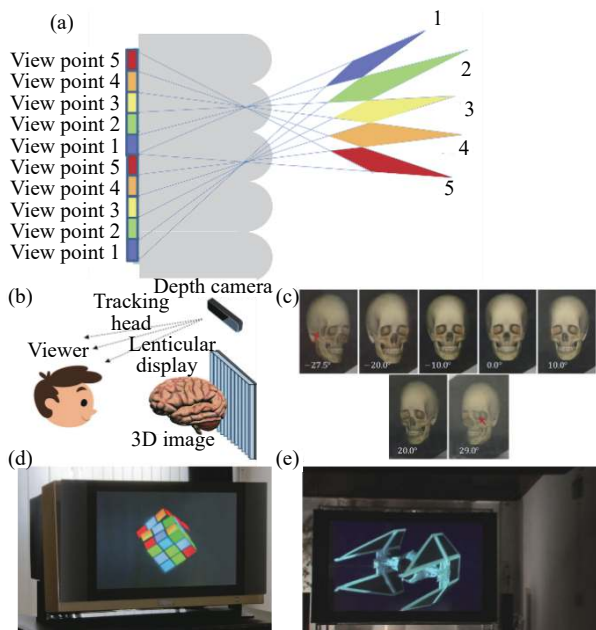 (a)
1
2
3
4
5
View point 5
View point 4
View point 3
View point 2
View point 1
View point 5
View point 4
View point 3
View point 2
View point 1
(b)
Depth camera
Tracking
head
Lenticular
display
Viewer
3D image
(c)
−27.5°
−20.0°
−10.0°
0.0°
10.0°
20.0°
29.0°
(d)
(e)